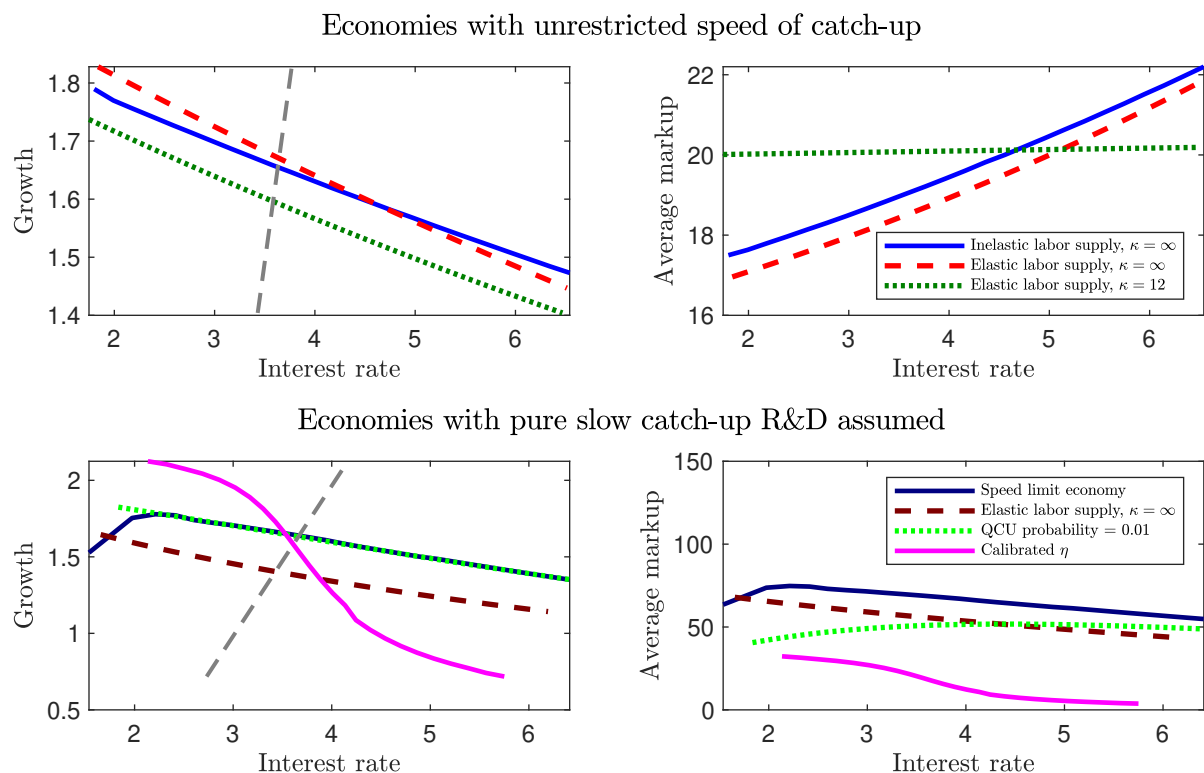 Economies with unrestricted speed of catch-up
1.8
1.7
1.6
1.5
1.4
Growth
2
3
4
5
6
Interest rate
22
20
18
16
Average markup
Inelastic labor supply, κ = ∞
Elastic labor supply, κ = ∞
Elastic labor supply, κ = 12
2
3
4
5
6
Interest rate
Economies with pure slow catch-up R&D assumed
2
1.5
1
0.5
Growth
2
3
4
5
6
Interest rate
150
100
50
0
Average markup
Speed limit economy
Elastic labor supply, κ = ∞
QCU probability = 0.01
Calibrated η
2
3
4
5
6
Interest rate